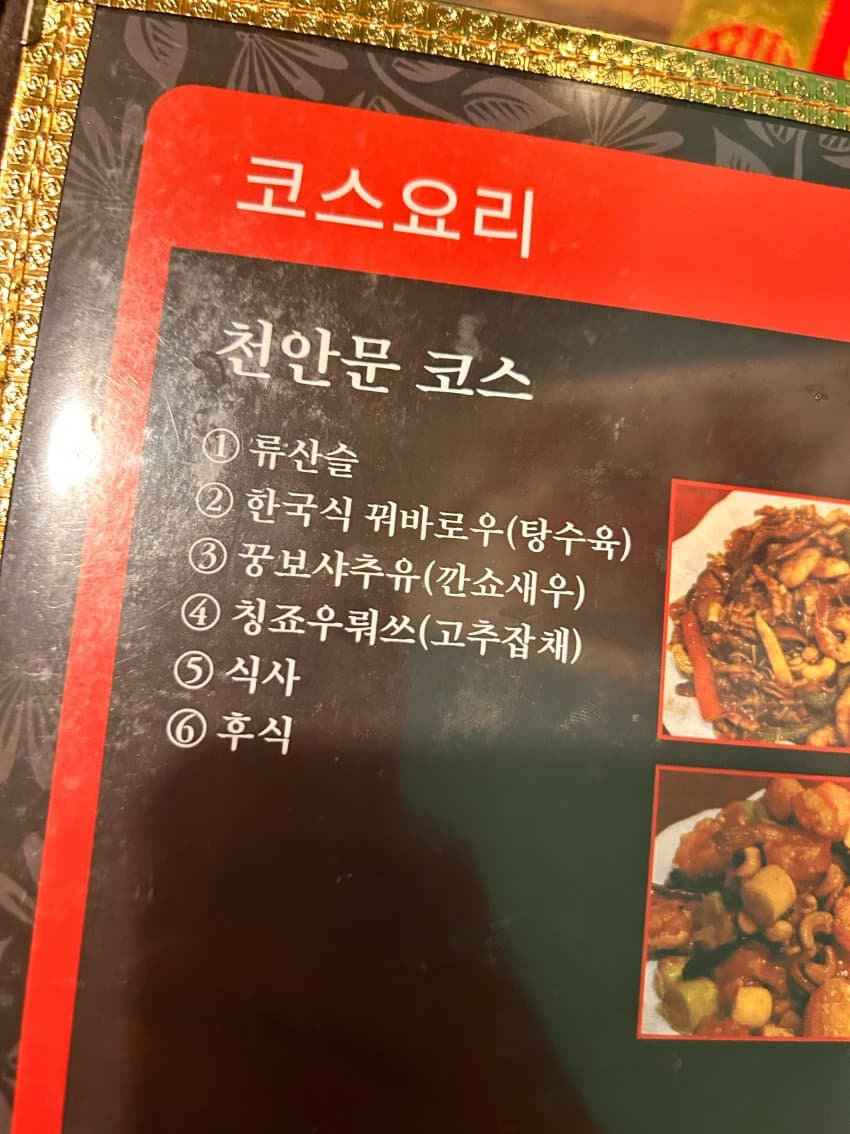 코스요리
천안문 코스
① 류산슬
② 한국식 꿔바로우(탕수육)
③ 꿍보샤추유(깐쇼새우)
④ 칭죠우뤄쓰(고추잡채)
⑤ 식사
⑥ 후식